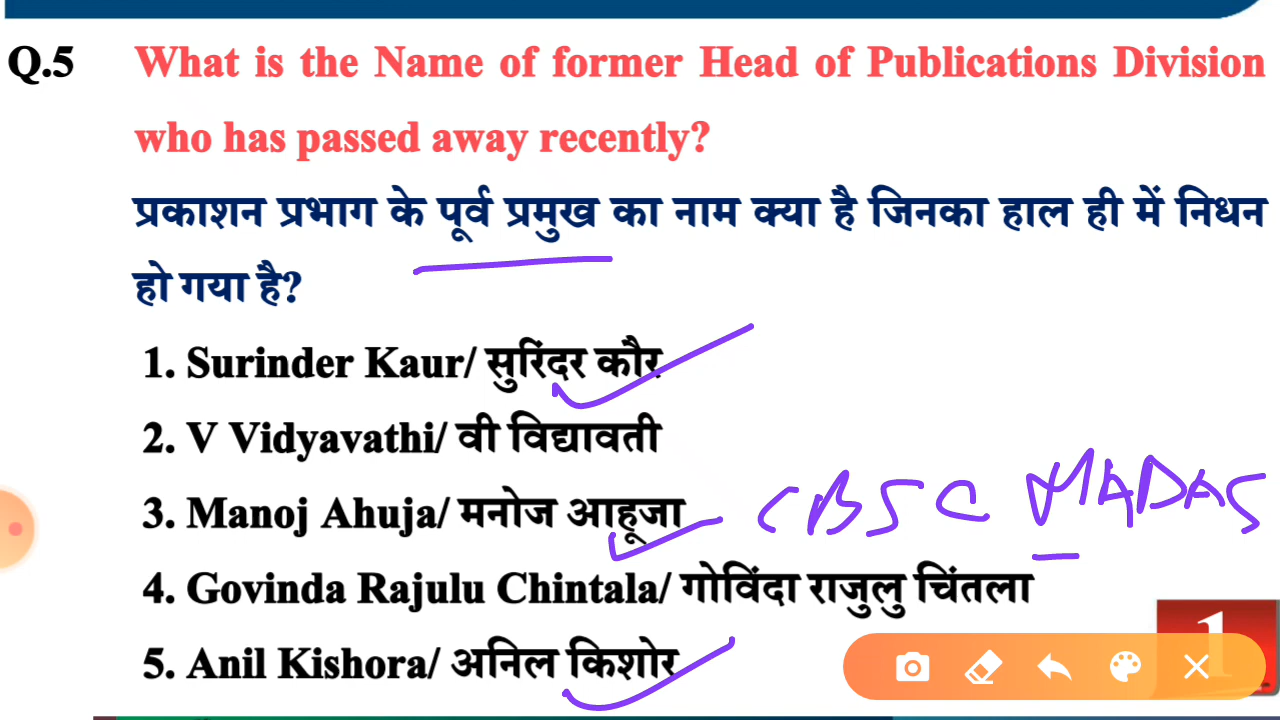 Q.5 What is the Name of former Head of Publications Division
who has passed away recently?
प्रकाशन प्रभाग के पूर्व प्रमुख का नाम क्या है जिनका हाल ही में निधन
हो गया है?
1. Surinder Kaur/ सुरिंदर कौर
2. V Vidyavathi/ वी विद्यावती
3. Manoj Ahuja/ मनोज आहूजा CBSC MADAS
4. Govinda Rajulu Chintala/ गोविंदा राजुलु चिंतला
5. Anil Kishora/ अनिल किशोर
1